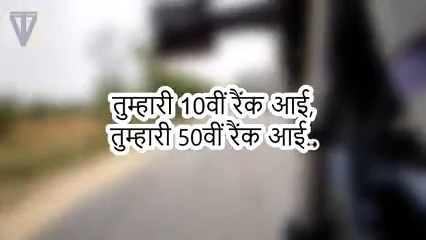 तुम्हारी 10वीं रैंक आई,
तुम्हारी 50वीं रैंक आई..